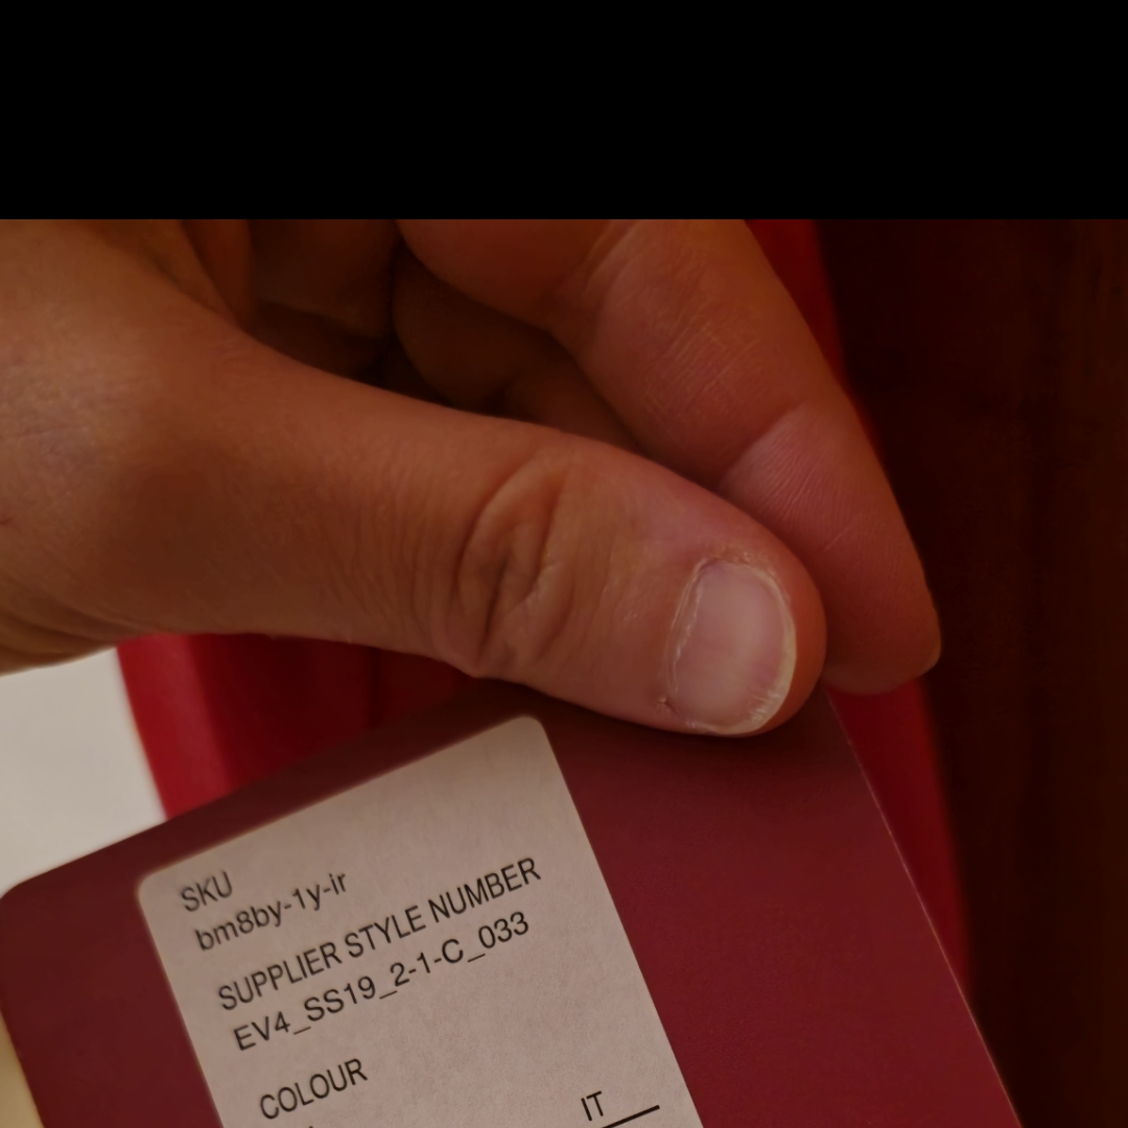 SKU
bm8by-1y-ir
SUPPLIER STYLE NUMBER
EV4_SS19_2-1-C_033
COLOUR
IT